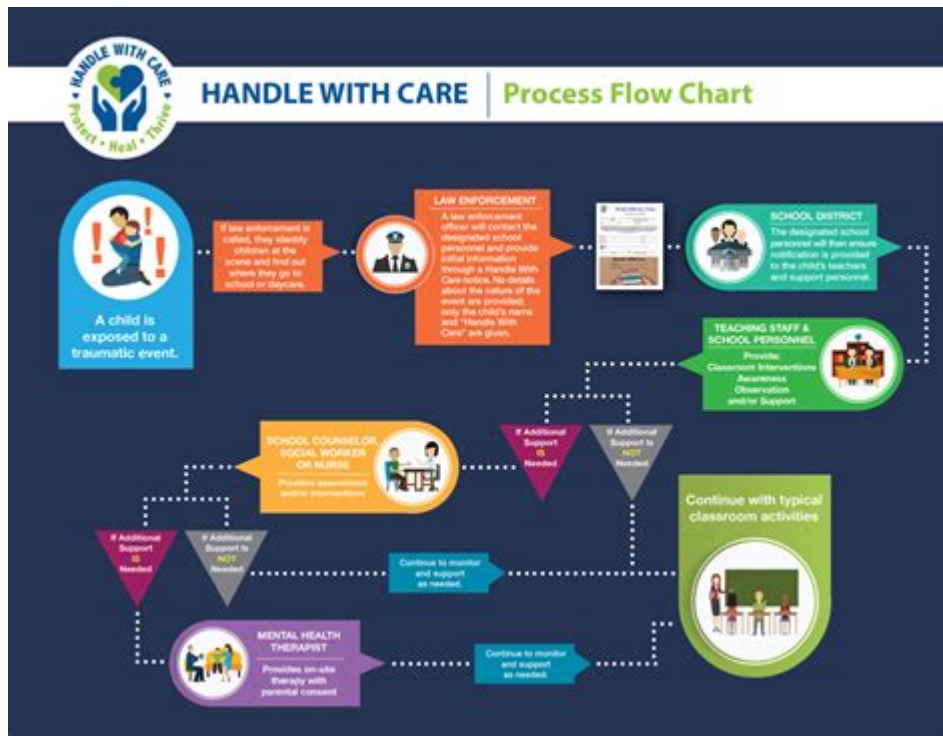 HANDLE WITH CARE
Protect • Heal • Thrive
HANDLE WITH CARE | Process Flow Chart
A child is
exposed to a
traumatic event.
If law enforcement is
called, they identify
children at the
scene and find out
where they go to
school or daycare.
LAW ENFORCEMENT
A law enforcement
officer will contact the
designated school
personnel and provide
initial information
through a Handle With
Care notice. No details
about the nature of the
event are provided;
only the child's name
and "Handle With
Care" are given.
SCHOOL DISTRICT
The designated school
personnel will then ensure
notification is provided
to the child's teachers
and support personnel.
TEACHING STAFF &
SCHOOL PERSONNEL
Provide:
Classroom Interventions
Awareness
Observation
and/or Support
If Additional
Support
IS
Needed
If Additional
Support Is
NOT
Needed
SCHOOL COUNSELOR,
SOCIAL WORKER
OR NURSE
Provides assessment
and/or interventions
If Additional
Support
IS
Needed
If Additional
Support Is
NOT
Needed
Continue to monitor
and support
as needed.
Continue with typical
classroom activities
MENTAL HEALTH
THERAPIST
Provides on-site
therapy with
parental consent
Continue to monitor
and support
as needed.